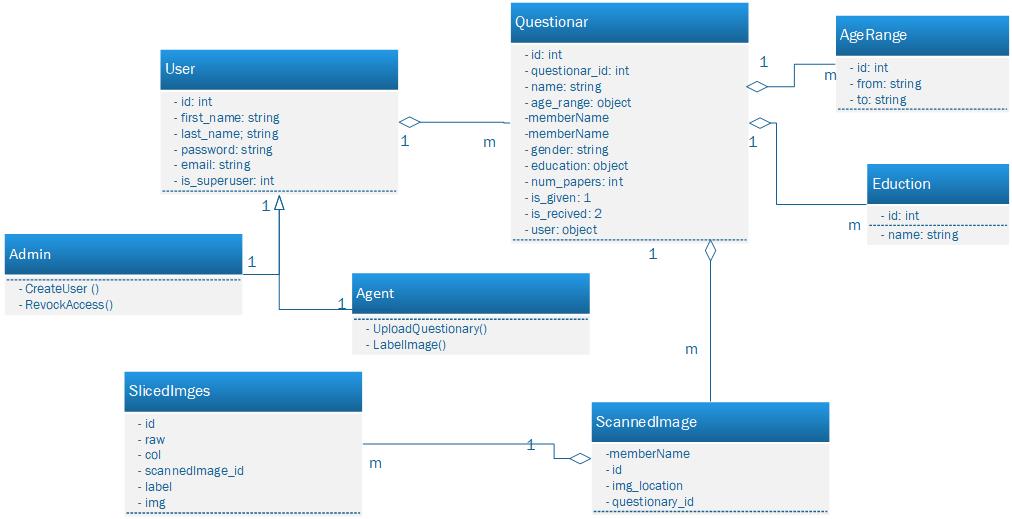 Questionar
- id: int
- questionar_id: int
- name: string
- age_range: object
-memberName
-memberName
- gender: string
- education: object
- num_papers: int
- is_given: 1
- is_recived: 2
- user: object
AgeRange
- id: int
- from: string
- to: string
1
m
User
- id: int
- first_name: string
- last_name; string
- password: string
- email: string
- is_superuser: int
1
m
1
m
Eduction
- id: int
- name: string
1
Admin
- CreateUser ()
- RevockAccess()
1
1
Agent
- UploadQuestionary()
- LabelImage()
1
m
SlicedImges
- id
- raw
- col
- scannedImage_id
- label
- img
m
1
ScannedImage
-memberName
- id
- img_location
- questionary_id